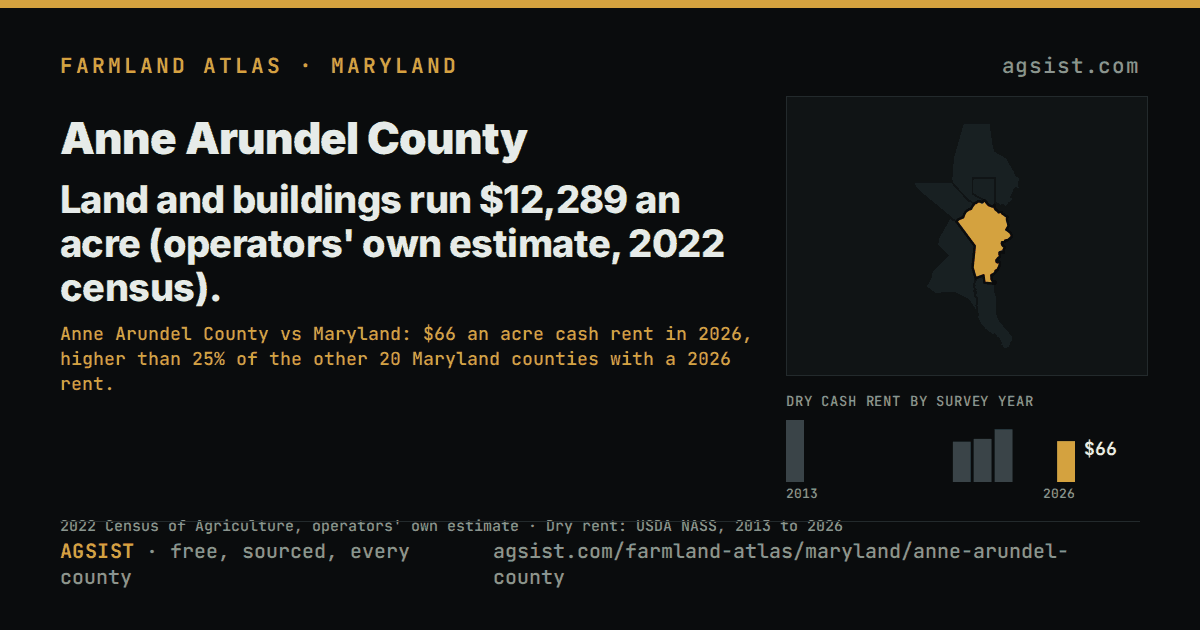 FARMLAND ATLAS · MARYLAND
agsist.com
Anne Arundel County
Land and buildings run $12,289 an
acre (operators' own estimate, 2022
census).
Anne Arundel County vs Maryland: $66 an acre cash rent in 2026,
higher than 25% of the other 20 Maryland counties with a 2026
rent.
DRY CASH RENT BY SURVEY YEAR
$66
2013
2026
2022 Census of Agriculture, operators' own estimate · Dry rent: USDA NASS, 2013 to 2026
AGSIST · free, sourced, every
county
agsist.com/farmland-atlas/maryland/anne-arundel-
county